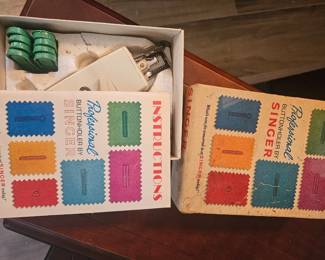 INSTRUCTIONS
Professional
BUTTONHOLER BY
SINGER
Professional
BUTTONHOLER BY
SINGER